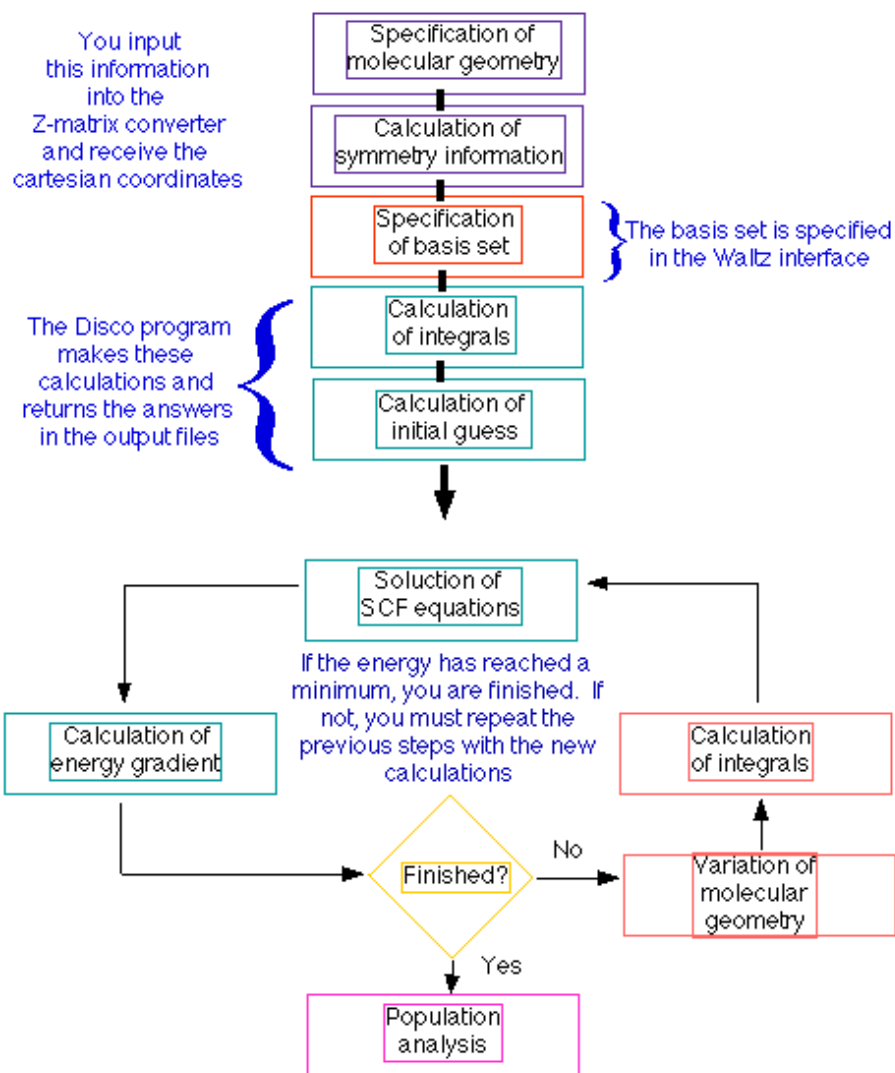 You input
this information
into the
Z-matrix converter
and receive the
cartesian coordinates
Specification of
molecular geometry
Calculation of
symmetry information
Specification
of basis set
The basis set is specified
in the Waltz interface
The Disco program
makes these
calculations and
returns the answers
in the output files
Calculation
of integrals
Calculation of
initial guess
Soluction of
SCF equations
If the energy has reached a
minimum, you are finished. If
not, you must repeat the
previous steps with the new
calculations
Calculation of
energy gradient
Calculation
of integrals
Finished?
No
Variation of
molecular
geometry
Yes
Population
analysis